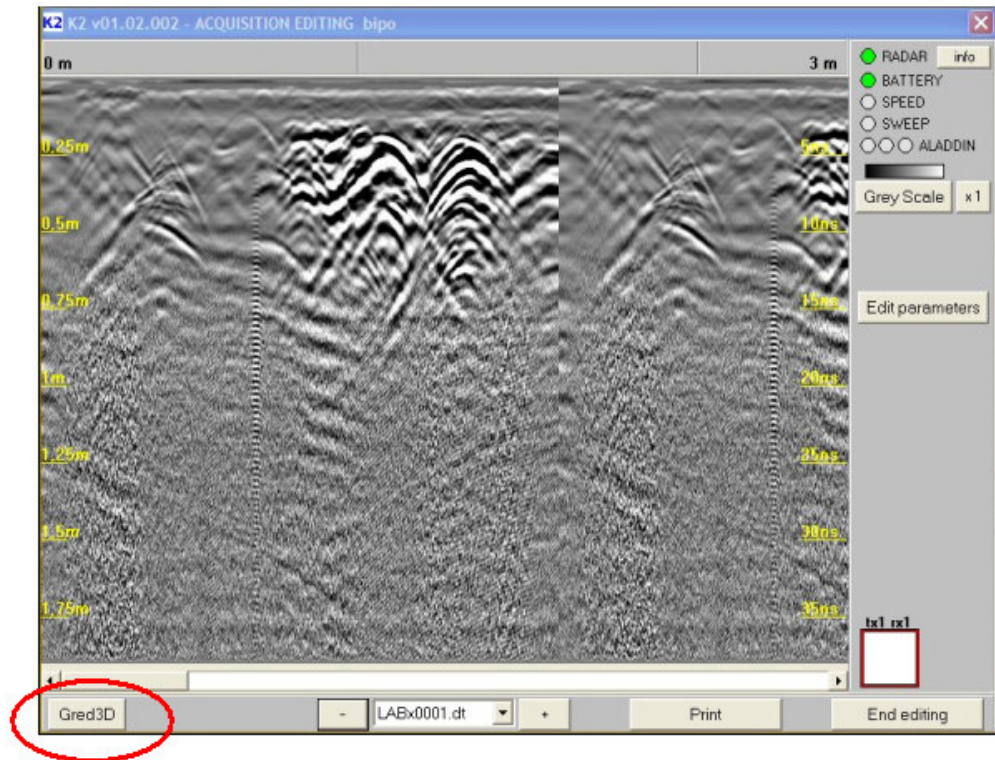 K2 K2 v01.02.002 - ACQUISITION EDITING bipo
0 m
3 m
RADAR
info
BATTERY
SPEED
SWEEP
ALADDIN
Grey Scale
x1
Edit parameters
0,25m
0,5m
0,75m
1m
1,25m
1,5m
1,75m
5ns
10ns
15ns
20ns
25ns
30ns
35ns
tx1 rx1
Gred3D
-
LABx0001.dt
+
Print
End editing